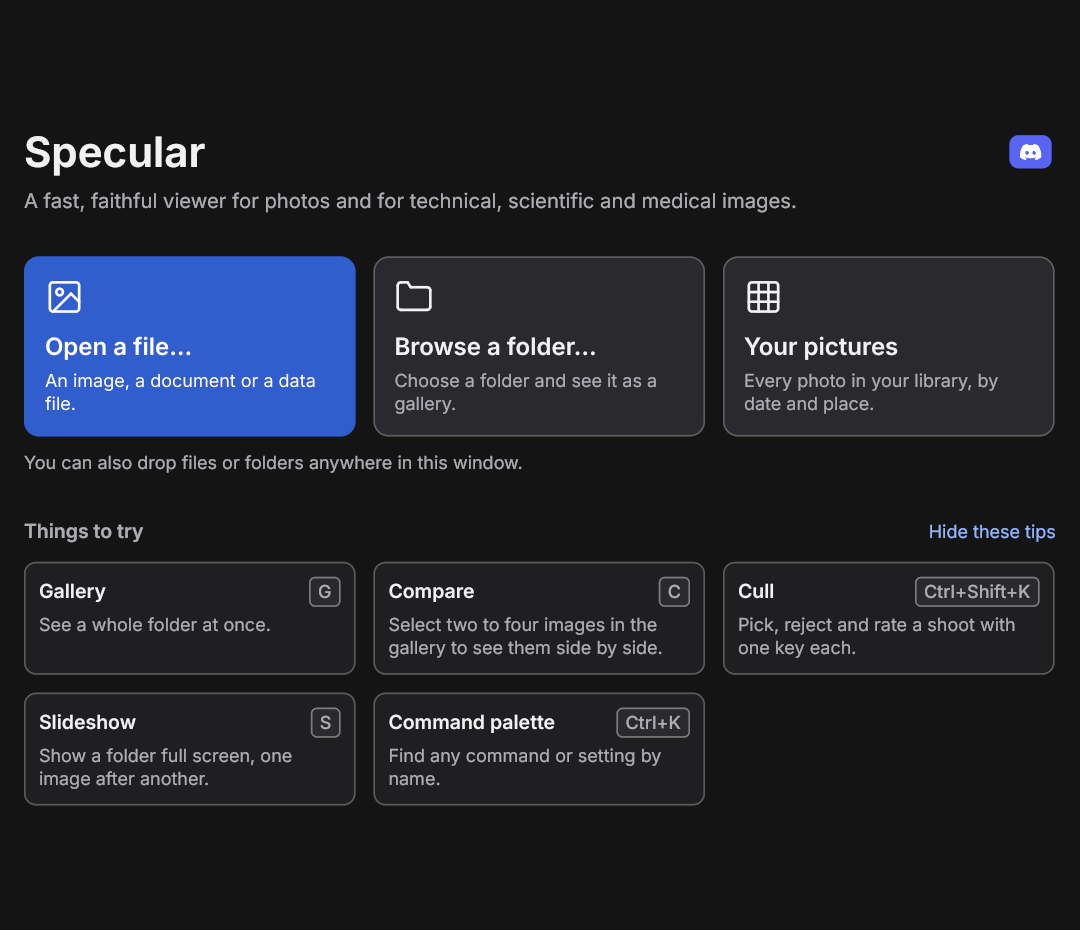 Specular
A fast, faithful viewer for photos and for technical, scientific and medical images.
Open a file...
An image, a document or a data
file.
Browse a folder...
Choose a folder and see it as a
gallery.
Your pictures
Every photo in your library, by
date and place.
You can also drop files or folders anywhere in this window.
Things to try
Hide these tips
Gallery
G
See a whole folder at once.
Compare
C
Select two to four images in the
gallery to see them side by side.
Cull
Ctrl+Shift+K
Pick, reject and rate a shoot with
one key each.
Slideshow
S
Show a folder full screen, one
image after another.
Command palette
Ctrl+K
Find any command or setting by
name.